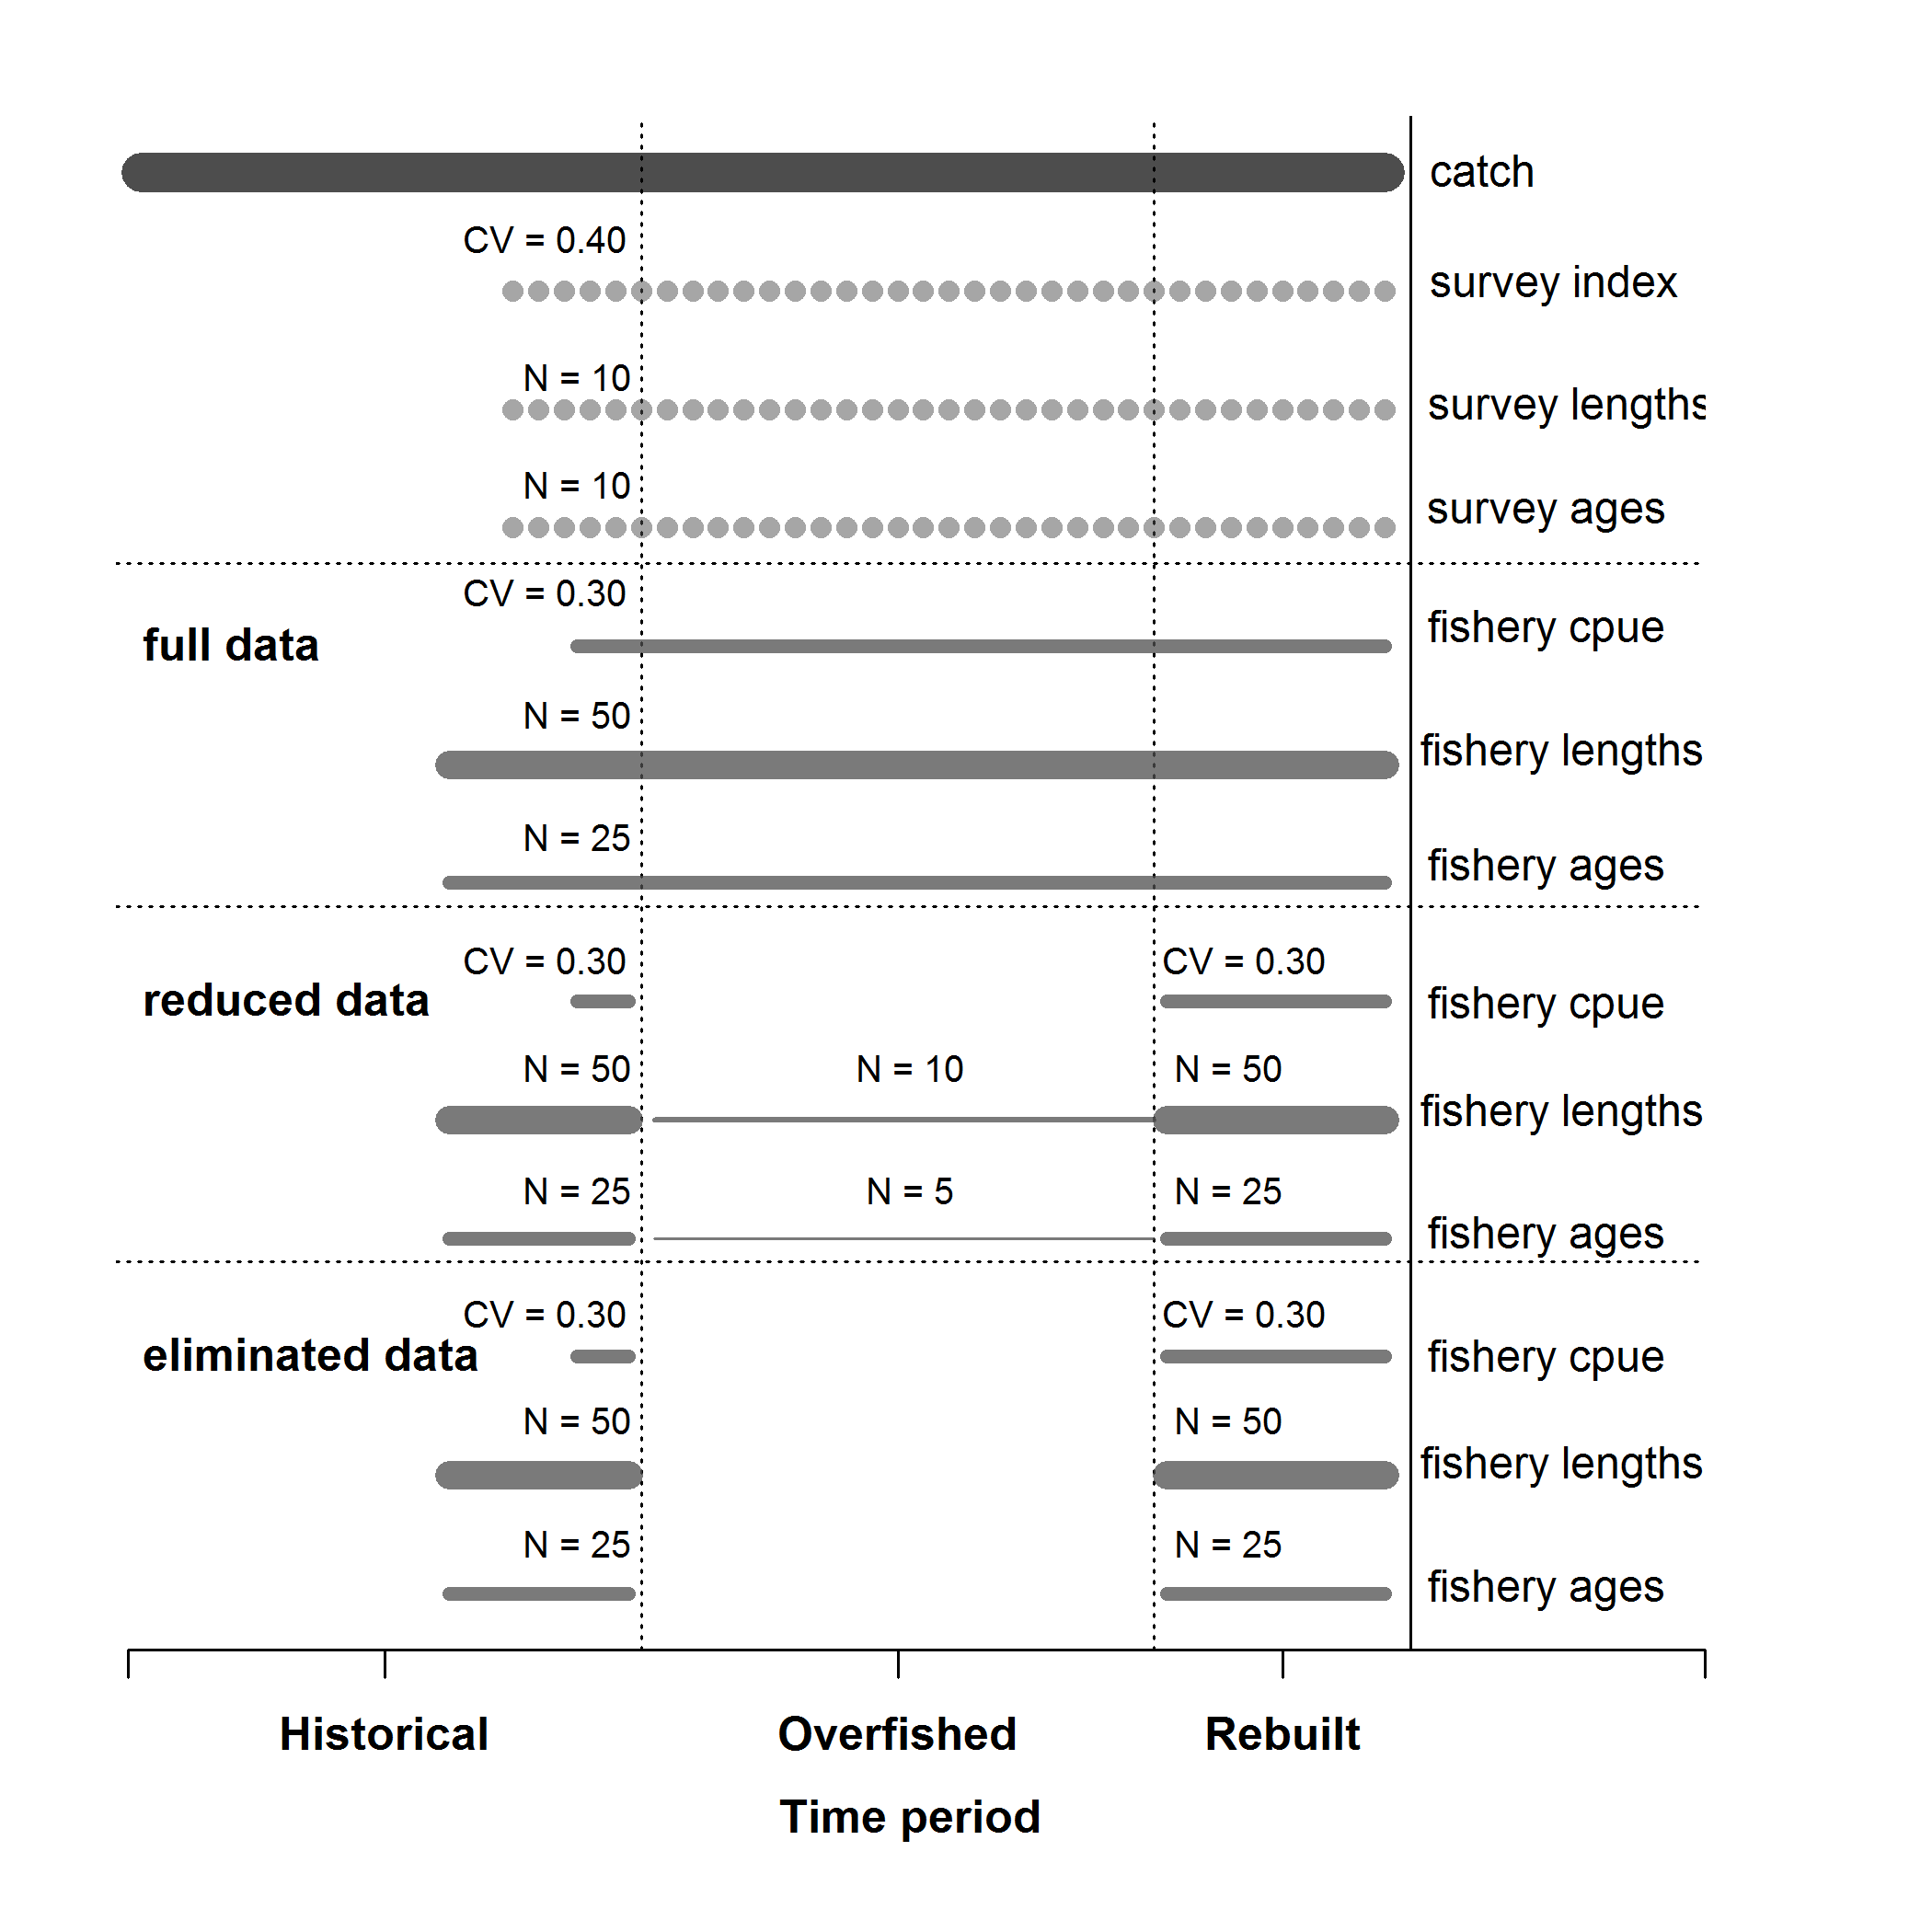 catch
CV = 0.40
survey index
N = 10
survey lengths
N = 10
survey ages
CV = 0.30
fishery cpue
full data
N = 50
fishery lengths
N = 25
fishery ages
CV = 0.30 CV = 0.30
reduced data fishery cpue
N = 50 N = 10 N = 50
fishery lengths
N = 25 N = 5 N = 25
fishery ages
CV = 0.30 CV = 0.30
eliminated data fishery cpue
N = 50 N = 50
fishery lengths
N = 25 N = 25
fishery ages
Historical Overfished Rebuilt
Time period